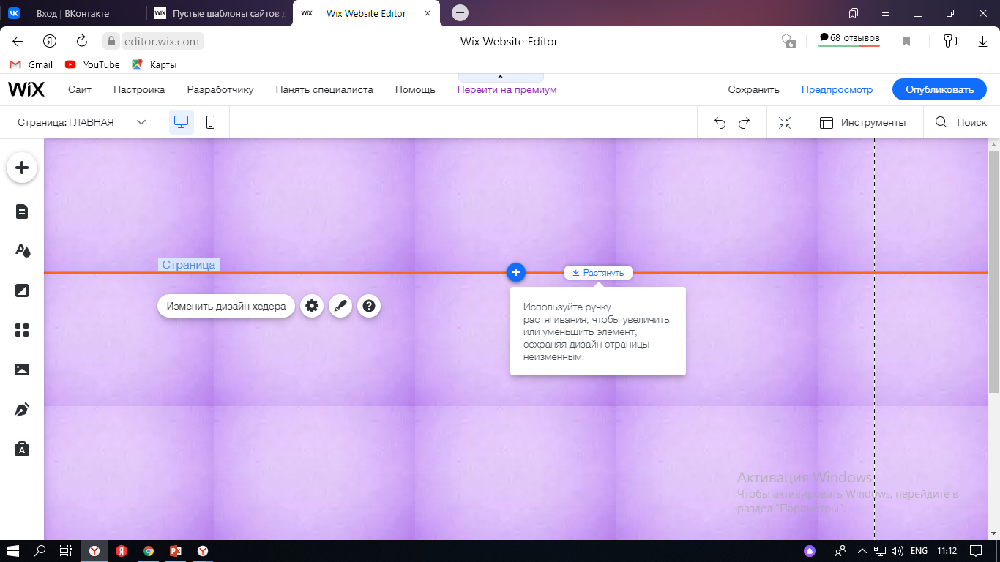 Вход | ВКонтакте
WIX Пустые шаблоны сайтов
WIX Wix Website Editor
editor.wix.com
Wix Website Editor
6
68 отзывов
Gmail
YouTube
Карты
WiX
Сайт
Настройка
Разработчику
Нанять специалиста
Помощь
Перейти на премиум
Сохранить
Предпросмотр
Опубликовать
Страница: ГЛАВНАЯ
Инструменты
Поиск
Страница
Растянуть
Изменить дизайн хедера
Используйте ручку
растягивания, чтобы увеличить
или уменьшить элемент,
сохраняя дизайн страницы
неизменным.
Активация Windows
Чтобы активировать Windows, перейдите в
раздел "Параметры".
ENG
11:12